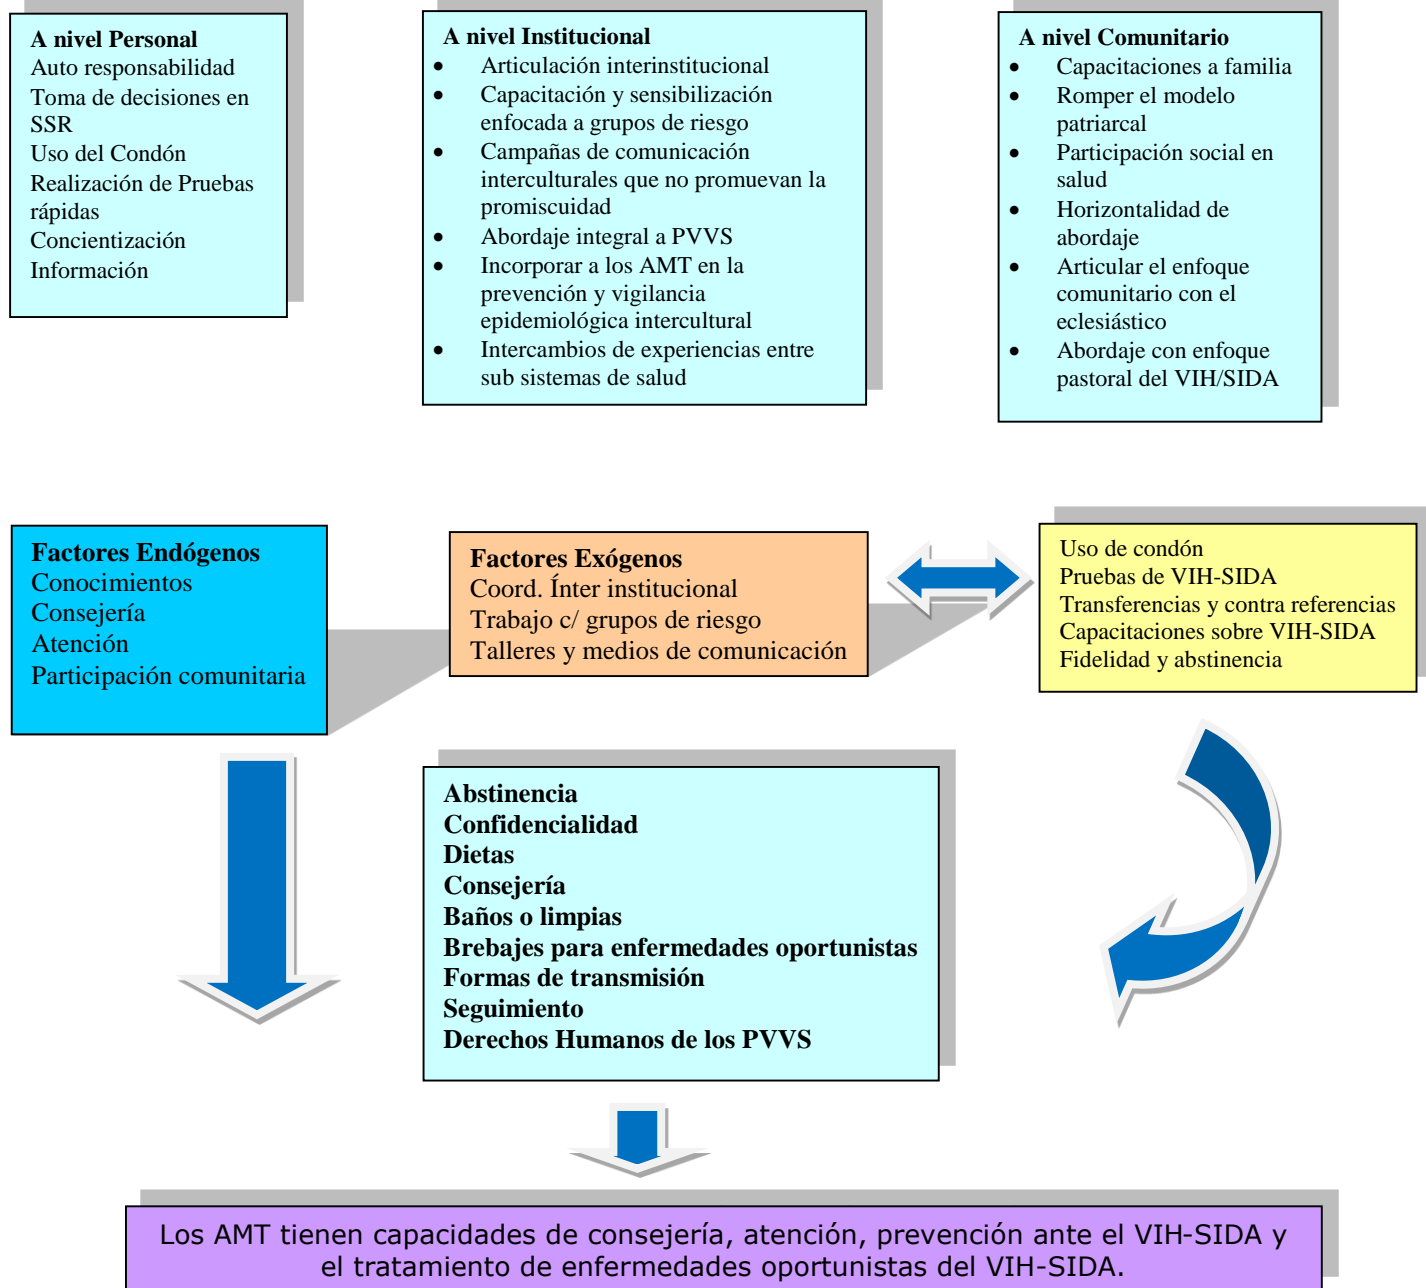 A nivel Personal
Auto responsabilidad
Toma de decisiones en
SSR
Uso del Condón
Realización de Pruebas
rápidas
Concientización
Información
A nivel Institucional
• Articulación interinstitucional
• Capacitación y sensibilización
enfocada a grupos de riesgo
• Campañas de comunicación
interculturales que no promuevan la
promiscuidad
• Abordaje integral a PVVS
• Incorporar a los AMT en la
prevención y vigilancia
epidemiológica intercultural
• Intercambios de experiencias entre
sub sistemas de salud
A nivel Comunitario
• Capacitaciones a familia
• Romper el modelo
patriarcal
• Participación social en
salud
• Horizontalidad de
abordaje
• Articular el enfoque
comunitario con el
eclesiástico
• Abordaje con enfoque
pastoral del VIH/SIDA
Factores Endógenos
Conocimientos
Consejería
Atención
Participación comunitaria
Factores Exógenos
Coord. Ínter institucional
Trabajo c/ grupos de riesgo
Talleres y medios de comunicación
Uso de condón
Pruebas de VIH-SIDA
Transferencias y contra referencias
Capacitaciones sobre VIH-SIDA
Fidelidad y abstinencia
Abstinencia
Confidencialidad
Dietas
Consejería
Baños o limpias
Brebajes para enfermedades oportunistas
Formas de transmisión
Seguimiento
Derechos Humanos de los PVVS
Los AMT tienen capacidades de consejería, atención, prevención ante el VIH-SIDA y
el tratamiento de enfermedades oportunistas del VIH-SIDA.